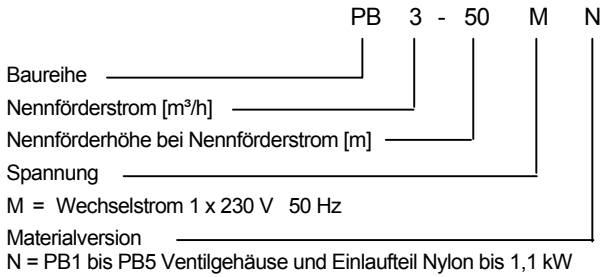 PB 3 - 50 M N
Baureihe
Nennförderstrom [m³/h]
Nennförderhöhe bei Nennförderstrom [m]
Spannung
M = Wechselstrom 1 x 230 V 50 Hz
Materialversion
N = PB1 bis PB5 Ventilgehäuse und Einlaufteil Nylon bis 1,1 kW